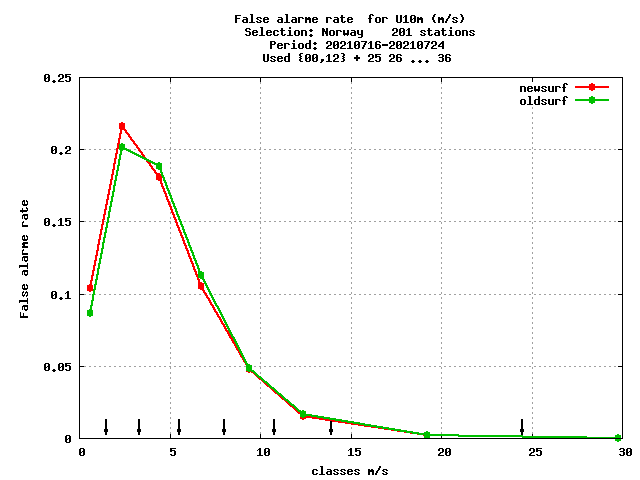 False alarme rate  for U10m (m/s)
Selection: Norway    201 stations
Period: 20210716-20210724
Used {00,12} + 25 26 ... 36
newsurf
oldsurf
0.25
0.2
0.15
0.1
0.05
0
False alarme rate
0 5 10 15 20 25 30
classes m/s